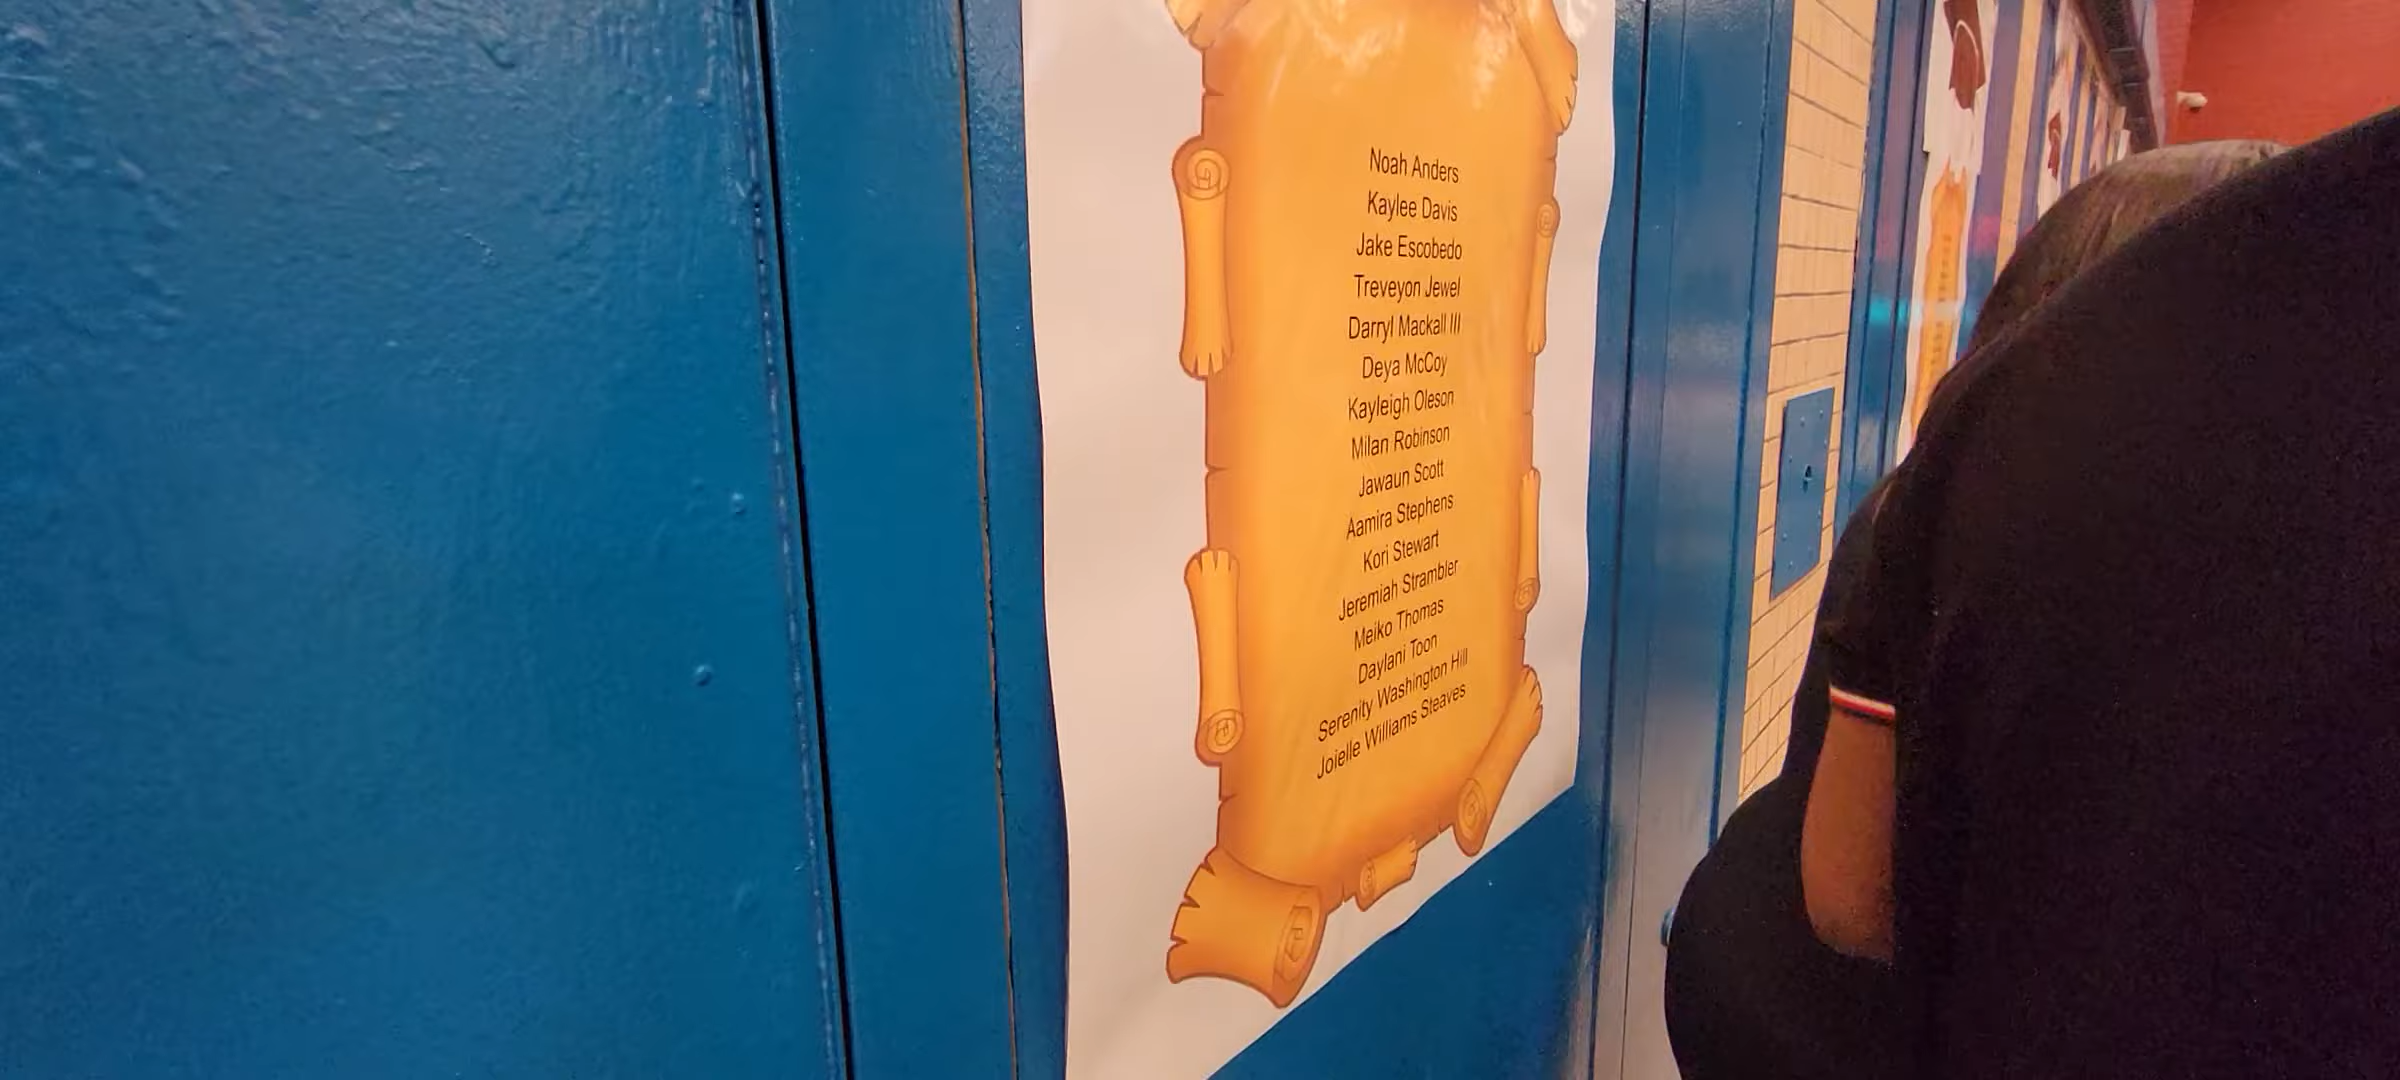 Noah Anders
Kaylee Davis
Jake Escobedo
Treveyon Jewel
Darryl Mackall III
Deya McCoy
Kayleigh Oleson
Milan Robinson
Jawaun Scott
Aamira Stephens
Kori Stewart
Jeremiah Strambler
Meiko Thomas
Daylani Toon
Serenity Washington Hill
Joielle Williams Steaves